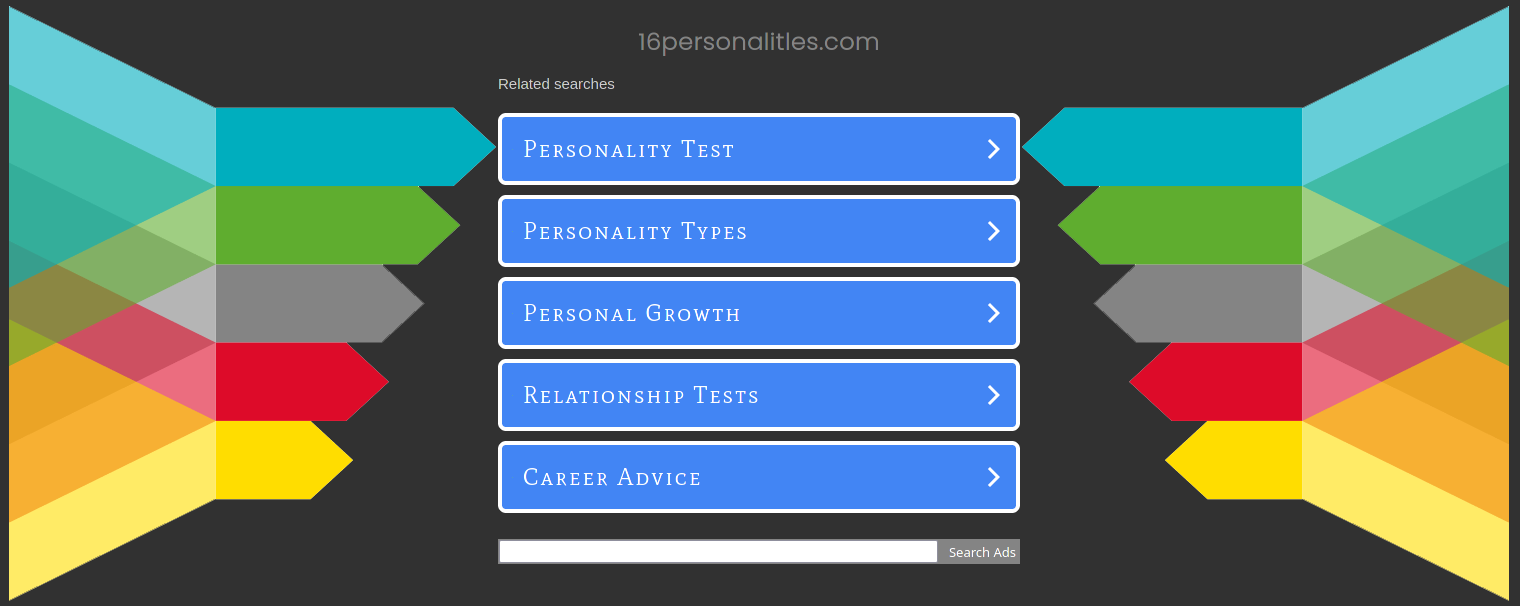 16personalitles.com
Related searches
Personality Test
Personality Types
Personal Growth
Relationship Tests
Career Advice
Search Ads